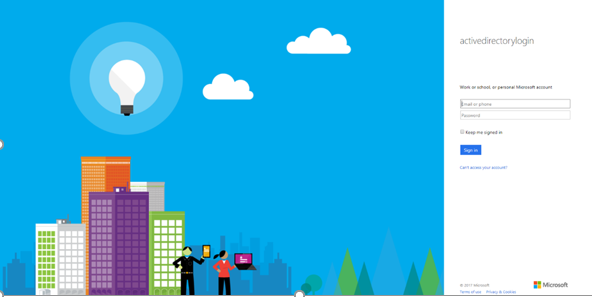 activedirectorylogin
Work or school, or personal Microsoft account
Email or phone
Password
Keep me signed in
Sign in
Can't access your account?
© 2017 Microsoft
Terms of use Privacy & Cookies
Microsoft